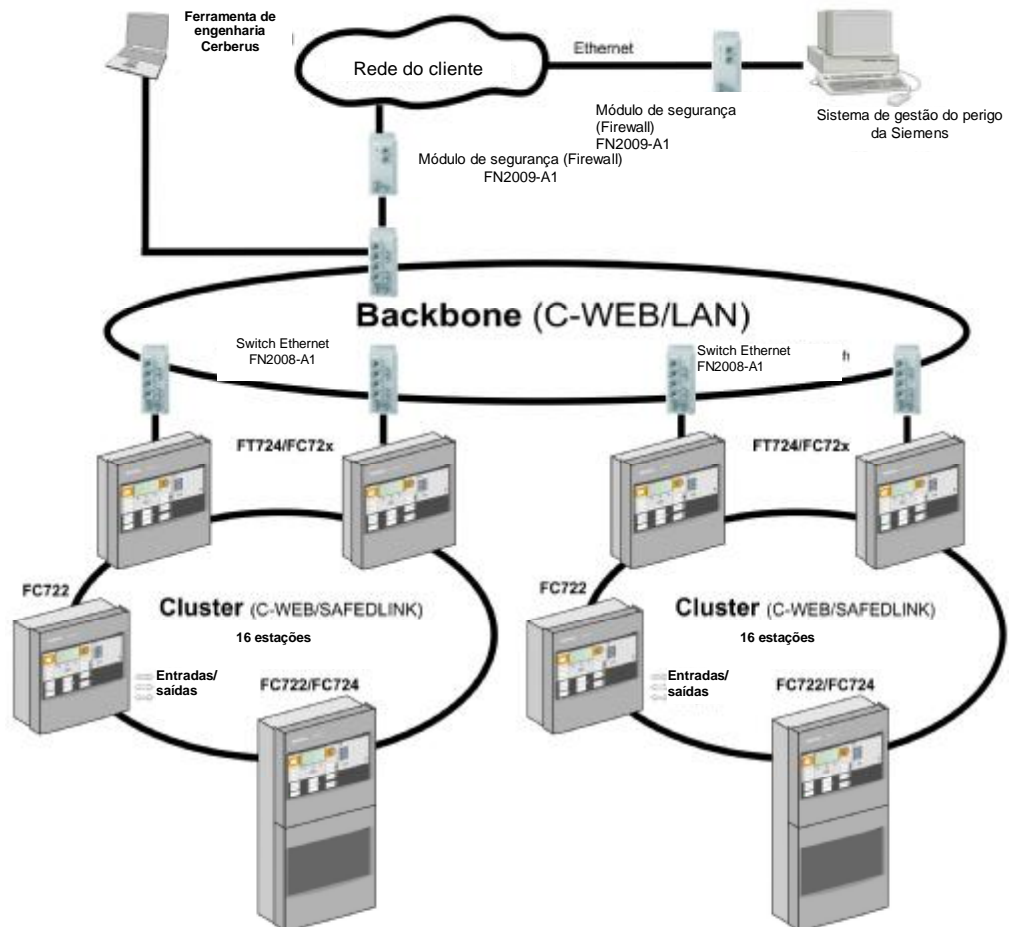 Ferramenta de
engenharia
Cerberus
Rede do cliente
Ethernet
Módulo de segurança
(Firewall)
FN2009-A1
Sistema de gestão do perigo
da Siemens
Módulo de segurança (Firewall)
FN2009-A1
Backbone (C-WEB/LAN)
Switch Ethernet
FN2008-A1
Switch Ethernet
FN2008-A1
h
FT724/FC72x
FT724/FC72x
FC722
Cluster (C-WEB/SAFEDLINK)
16 estações
Entradas/
saídas
FC722/FC724
FC722
Cluster (C-WEB/SAFEDLINK)
16 estações
Entradas/
saídas
FC722/FC724